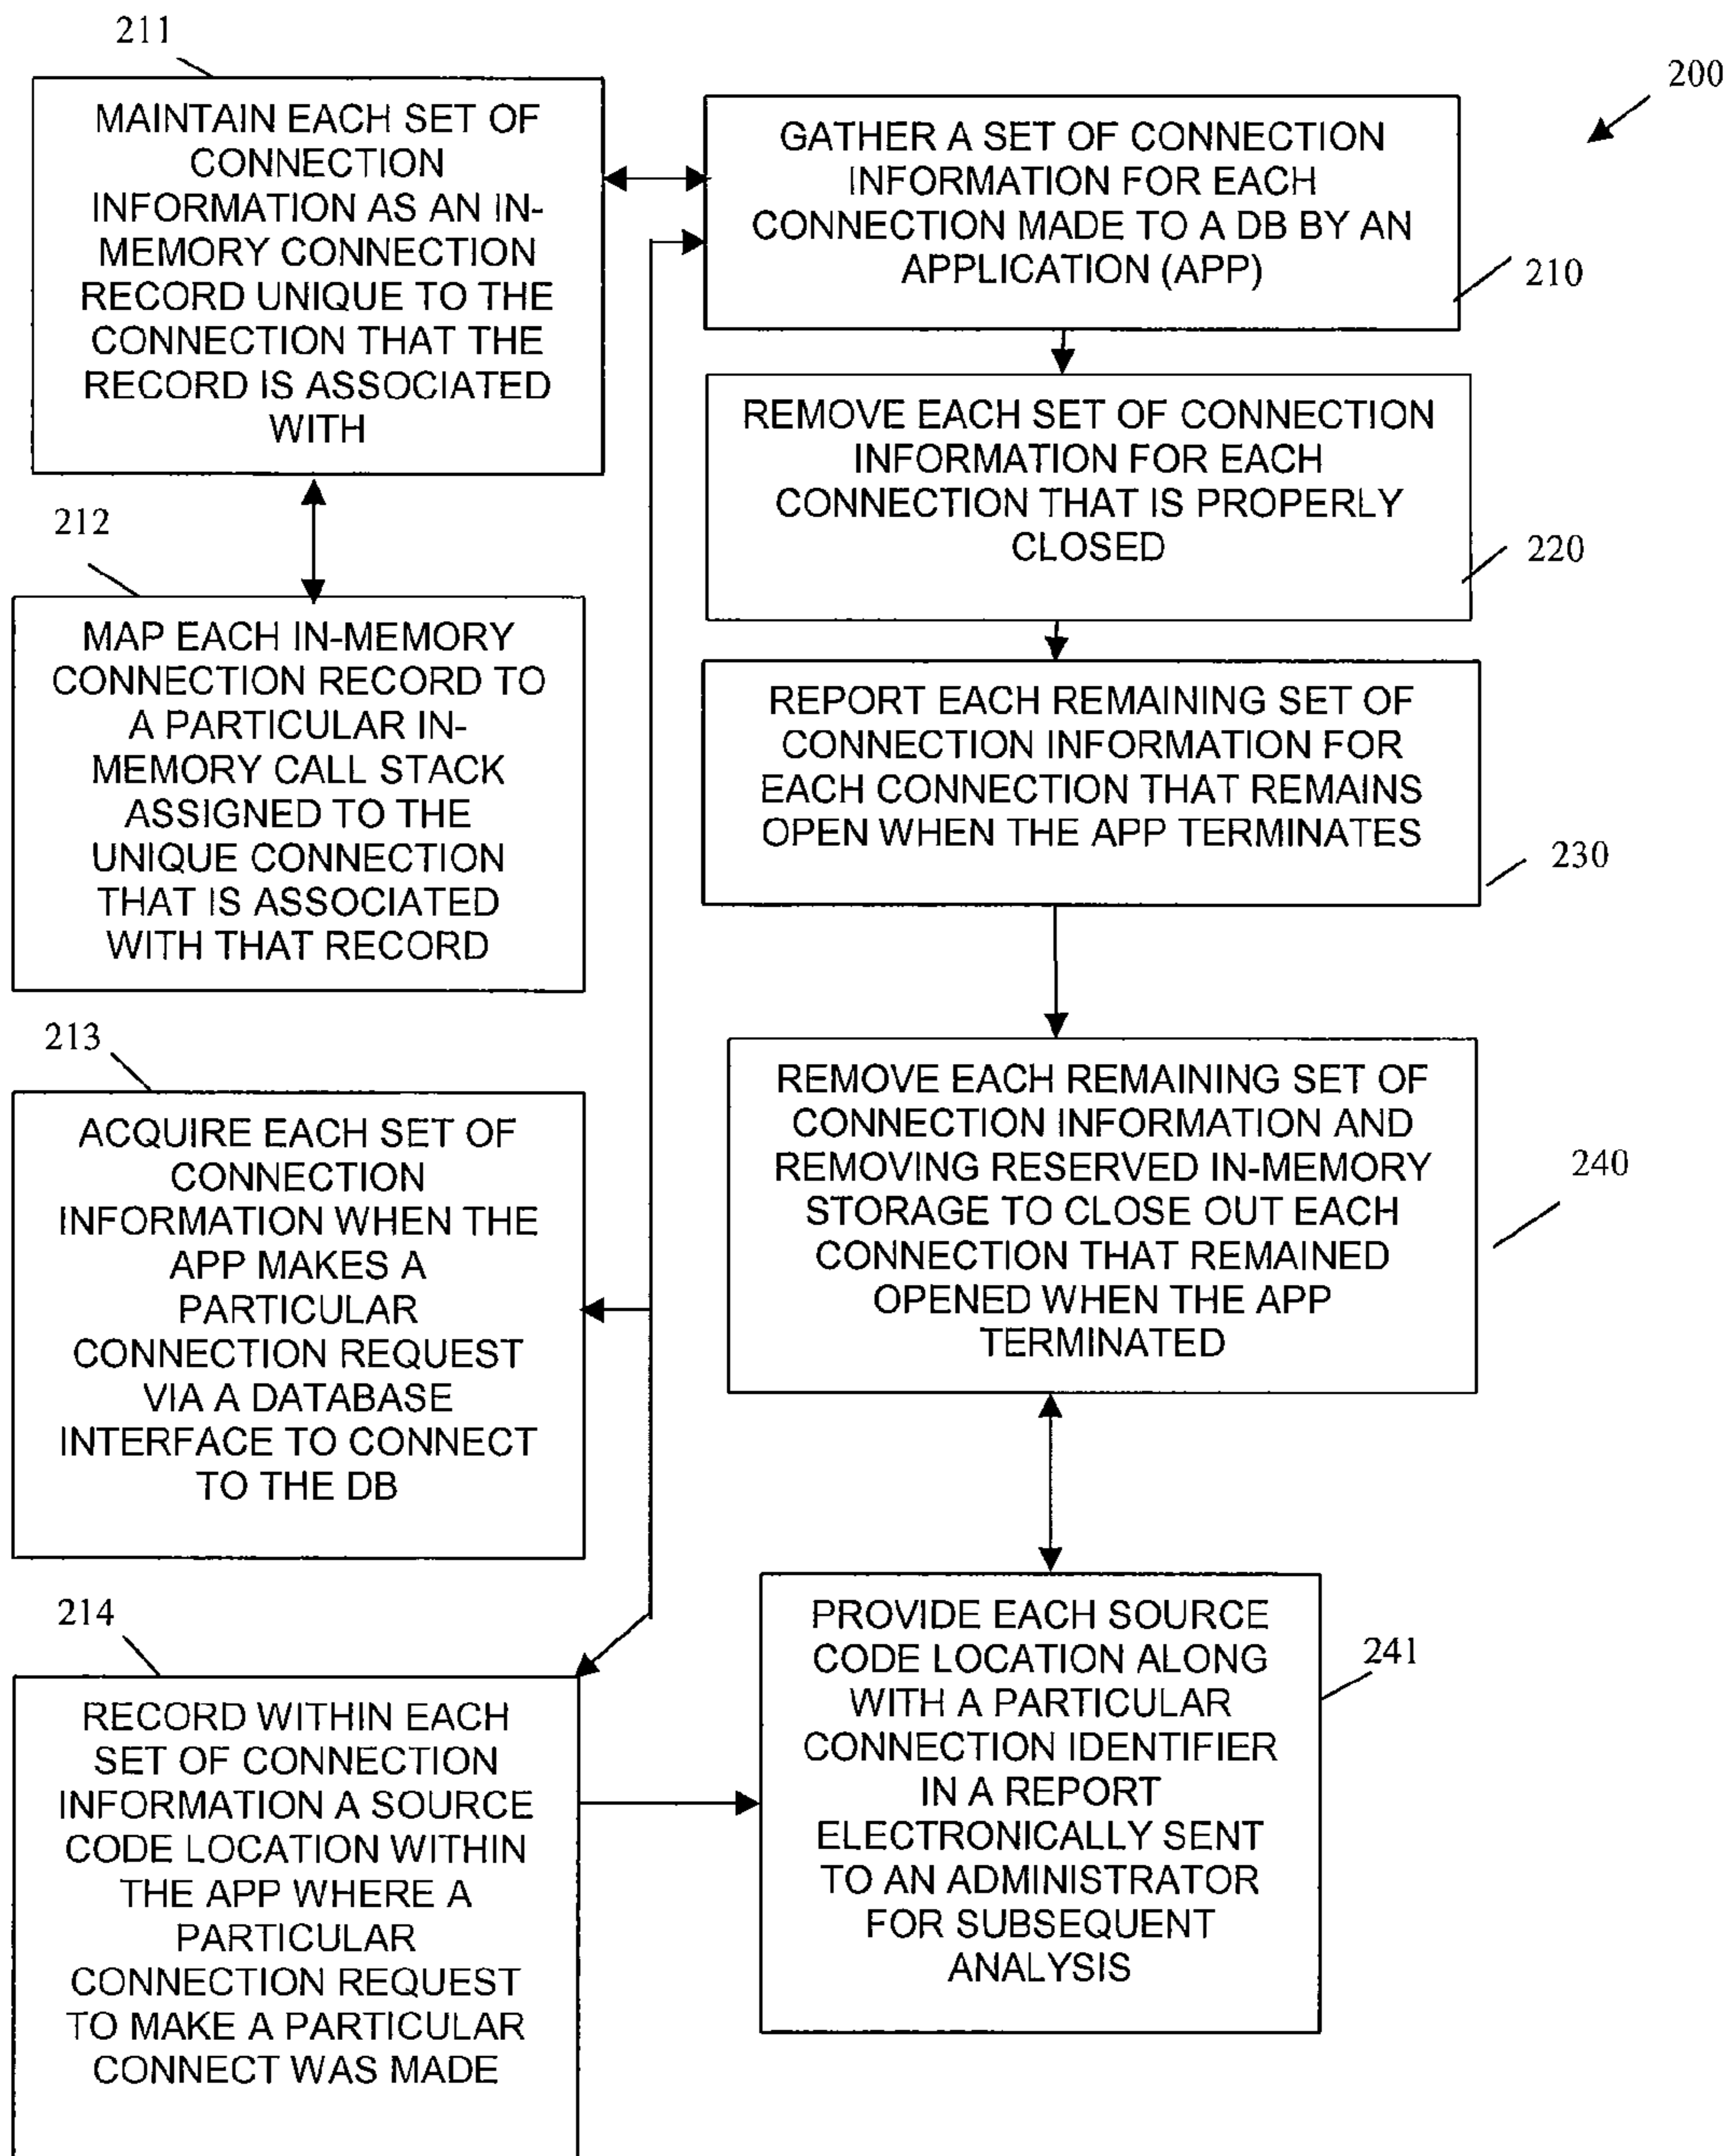 200
211
MAINTAIN EACH SET OF
CONNECTION
INFORMATION AS AN IN-
MEMORY CONNECTION
RECORD UNIQUE TO THE
CONNECTION THAT THE
RECORD IS ASSOCIATED
WITH
GATHER A SET OF CONNECTION
INFORMATION FOR EACH
CONNECTION MADE TO A DB BY AN
APPLICATION (APP)
210
REMOVE EACH SET OF CONNECTION
INFORMATION FOR EACH
CONNECTION THAT IS PROPERLY
CLOSED
220
212
MAP EACH IN-MEMORY
CONNECTION RECORD TO
A PARTICULAR IN-
MEMORY CALL STACK
ASSIGNED TO THE
UNIQUE CONNECTION
THAT IS ASSOCIATED
WITH THAT RECORD
REPORT EACH REMAINING SET OF
CONNECTION INFORMATION FOR
EACH CONNECTION THAT REMAINS
OPEN WHEN THE APP TERMINATES
230
213
ACQUIRE EACH SET OF
CONNECTION
INFORMATION WHEN THE
APP MAKES A
PARTICULAR
CONNECTION REQUEST
VIA A DATABASE
INTERFACE TO CONNECT
TO THE DB
REMOVE EACH REMAINING SET OF
CONNECTION INFORMATION AND
REMOVING RESERVED IN-MEMORY
STORAGE TO CLOSE OUT EACH
CONNECTION THAT REMAINED
OPENED WHEN THE APP
TERMINATED
240
214
RECORD WITHIN EACH
SET OF CONNECTION
INFORMATION A SOURCE
CODE LOCATION WITHIN
THE APP WHERE A
PARTICULAR
CONNECTION REQUEST
TO MAKE A PARTICULAR
CONNECT WAS MADE
PROVIDE EACH SOURCE
CODE LOCATION ALONG
WITH A PARTICULAR
CONNECTION IDENTIFIER
IN A REPORT
ELECTRONICALLY SENT
TO AN ADMINISTRATOR
FOR SUBSEQUENT
ANALYSIS
241